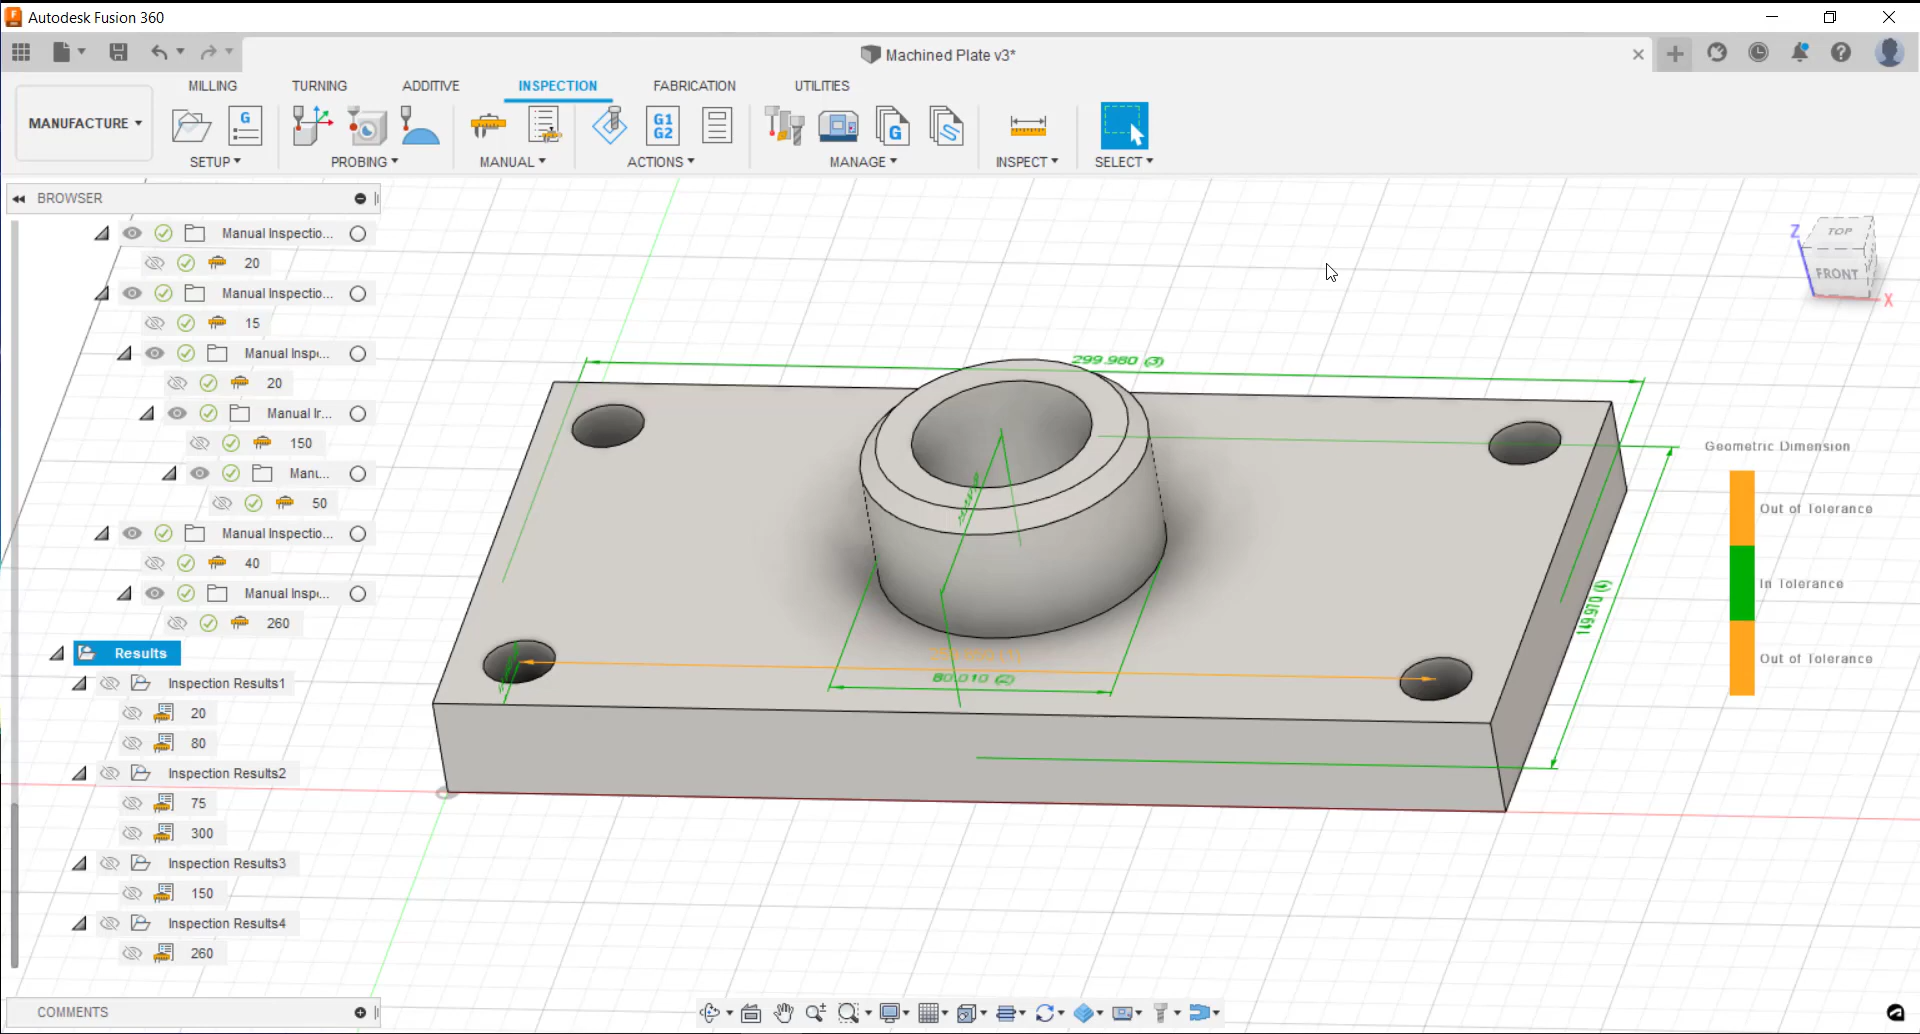 Autodesk Fusion 360
Machined Plate v3*
MILLING
TURNING
ADDITIVE
INSPECTION
FABRICATION
UTILITIES
MANUFACTURE
G
G1
G2
G
SETUP
PROBING
MANUAL
ACTIONS
MANAGE
INSPECT
SELECT
BROWSER
Manual Inspectio...
20
Manual Inspectio...
15
Manual Insp...
20
Manual Ir...
150
Manu...
50
Manual Inspectio...
40
Manual Insp...
260
Results
Inspection Results1
20
80
Inspection Results2
75
300
Inspection Results3
150
Inspection Results4
260
COMMENTS
299.980 (3)
80.010 (2)
149.970 (4)
TOP
FRONT
Z
X
Geometric Dimension
Out of Tolerance
In Tolerance
Out of Tolerance